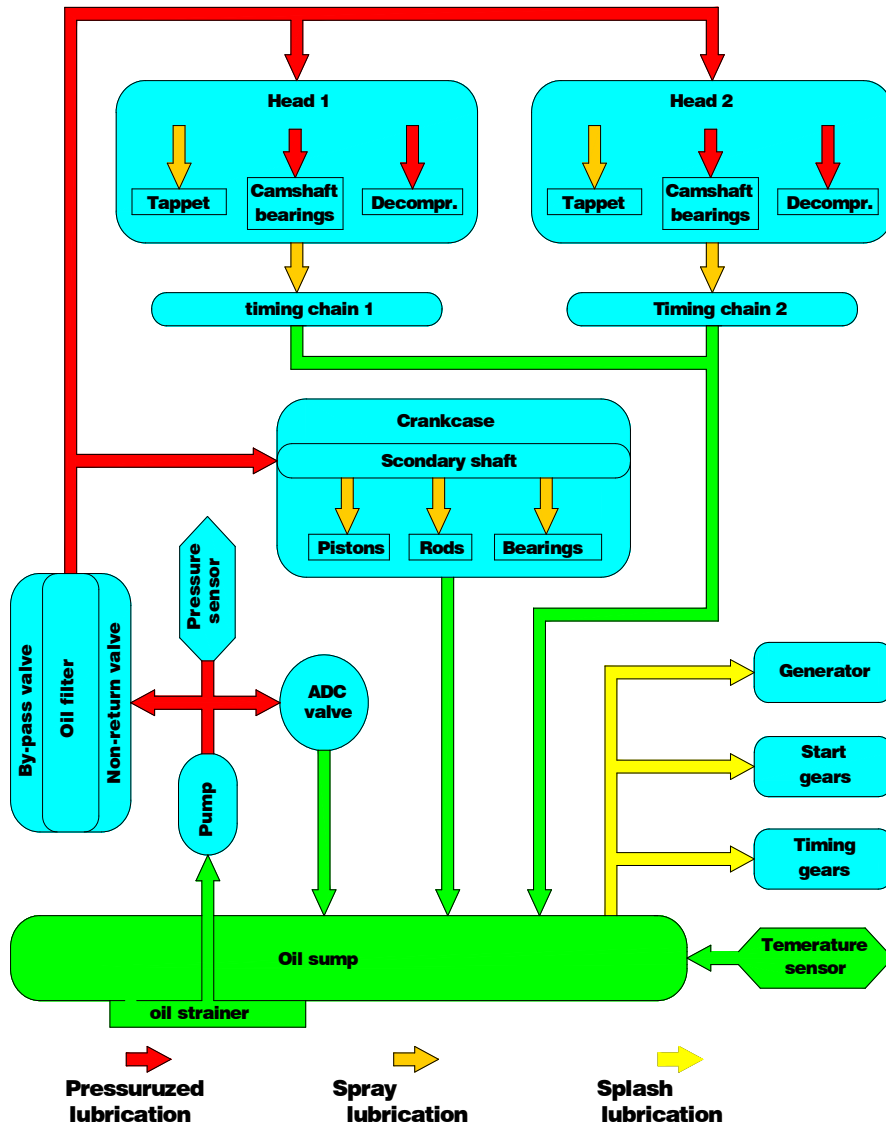 Head 1
Head 2
Tappet
Camshaft
bearings
Decompr.
Tappet
Camshaft
bearings
Decompr.
timing chain 1
Timing chain 2
Crankcase
Scondary shaft
Pistons
Rods
Bearings
Pressure
sensor
By-pass valve
Oil filter
Non-return valve
ADC
valve
Pump
Generator
Start
gears
Timing
gears
Oil sump
Temerature
sensor
oil strainer
Pressuruzed
lubrication
Spray
lubrication
Splash
lubrication